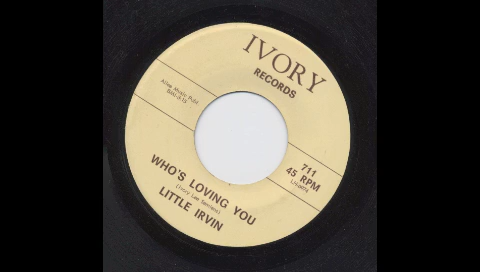 IVORY
RECORDS
711
45 RPM
WHO'S LOVING YOU
LITTLE IRVIN